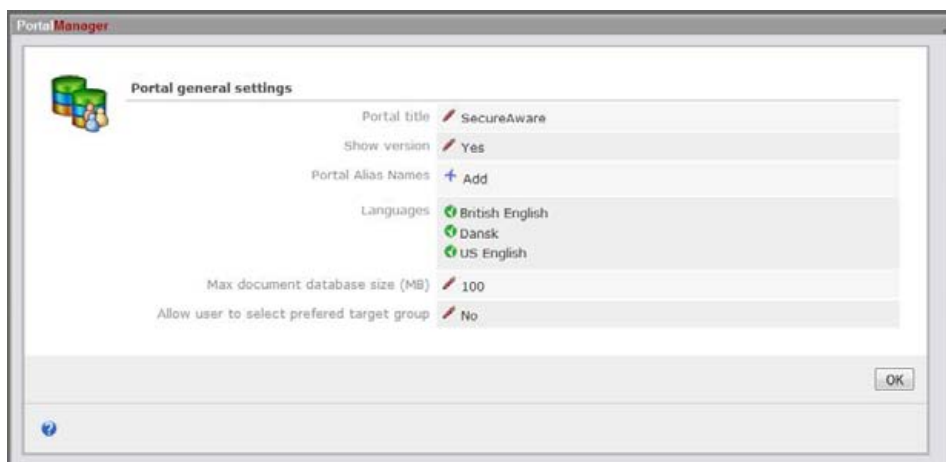 PortalManager
Portal general settings
Portal title SecureAware
Show version Yes
Portal Alias Names Add
Languages British English
Dansk
US English
Max document database size (MB) 100
Allow user to select prefered target group No
OK
?